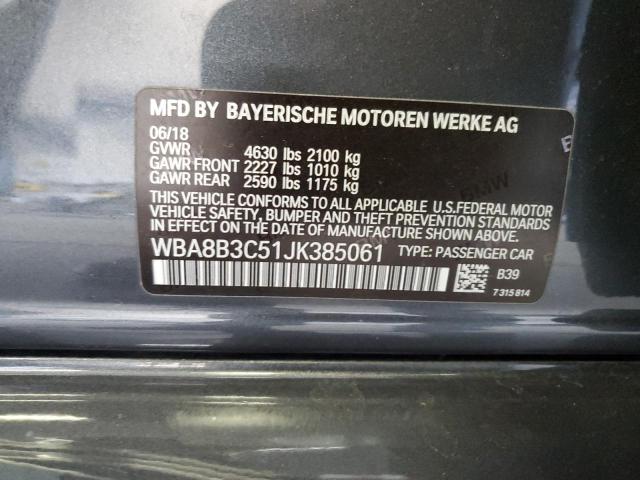 MFD BY BAYERISCHE MOTOREN WERKE AG
06/18
GVWR 4630 lbs 2100 kg
GAWR FRONT 2227 lbs 1010 kg
GAWR REAR 2590 lbs 1175 kg
THIS VEHICLE CONFORMS TO ALL APPLICABLE U.S.FEDERAL MOTOR
VEHICLE SAFETY, BUMPER AND THEFT PREVENTION STANDARDS
IN EFFECT ON THE DATE OF MANUFACTURE SHOWN ABOVE.
WBA8B3C51JK385061 TYPE: PASSENGER CAR
B39
7 315 814